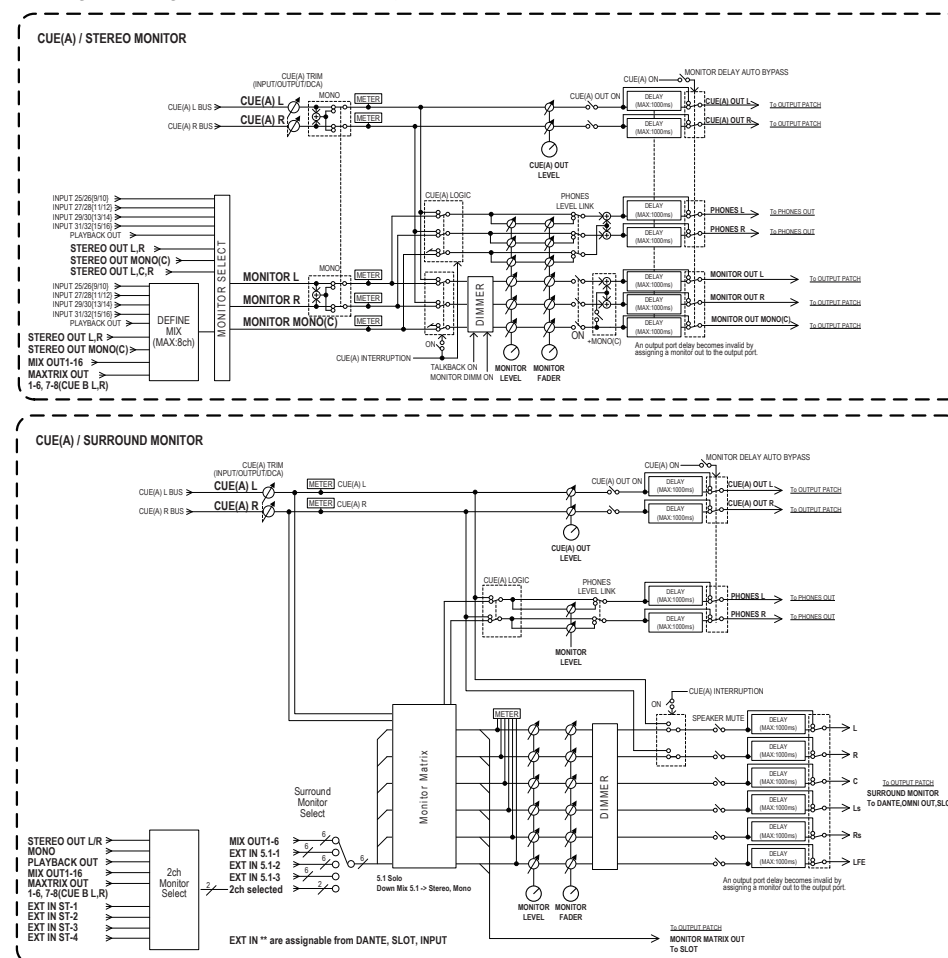 CUE(A) / STEREO MONITOR
CUE(A) TRIM
(INPUT/OUTPUT/DCA)
MONO
CUE(A) L BUS
CUE(A) L
METER
CUE(A) R BUS
CUE(A) R
METER
CUE(A) ON
MONITOR DELAY AUTO BYPASS
CUE(A) OUT ON
DELAY
(MAX:1000ms)
CUE(A) OUT L
To OUTPUT PATCH
DELAY
(MAX:1000ms)
CUE(A) OUT R
To OUTPUT PATCH
CUE(A) OUT
LEVEL
INPUT 25/26{9/10}
INPUT 27/28{11/12}
INPUT 29/30{13/14}
INPUT 31/32{15/16}
PLAYBACK OUT
STEREO OUT L,R
STEREO OUT MONO(C)
STEREO OUT L,C,R
INPUT 25/26{9/10}
INPUT 27/28{11/12}
INPUT 29/30{13/14}
INPUT 31/32{15/16}
PLAYBACK OUT
STEREO OUT L,R
STEREO OUT MONO(C)
MIX OUT1-16
MAXTRIX OUT
1-6, 7-8(CUE B L,R)
DEFINE
MIX
(MAX:8ch)
MONITOR SELECT
MONITOR L
MONITOR R
MONITOR MONO(C)
MONO
METER
METER
METER
CUE(A) LOGIC
PHONES
LEVEL LINK
DELAY
(MAX:1000ms)
PHONES L
To PHONES OUT
DELAY
(MAX:1000ms)
PHONES R
To PHONES OUT
DIMMER
ON
CUE(A) INTERRUPTION
TALKBACK ON
MONITOR DIMM ON
MONITOR
LEVEL
MONITOR
FADER
ON
+MONO(C)
DELAY
(MAX:1000ms)
MONITOR OUT L
To OUTPUT PATCH
DELAY
(MAX:1000ms)
MONITOR OUT R
To OUTPUT PATCH
DELAY
(MAX:1000ms)
MONITOR OUT MONO(C)
To OUTPUT PATCH
An output port delay becomes invalid by
assigning a monitor out to the output port.
CUE(A) / SURROUND MONITOR
CUE(A) TRIM
(INPUT/OUTPUT/DCA)
CUE(A) L BUS
CUE(A) L
METER CUE(A) L
CUE(A) R BUS
CUE(A) R
METER CUE(A) R
CUE(A) ON
MONITOR DELAY AUTO BYPASS
CUE(A) OUT ON
DELAY
(MAX:1000ms)
CUE(A) OUT L
To OUTPUT PATCH
DELAY
(MAX:1000ms)
CUE(A) OUT R
To OUTPUT PATCH
CUE(A) OUT
LEVEL
CUE(A) LOGIC
PHONES
LEVEL LINK
DELAY
(MAX:1000ms)
PHONES L
To PHONES OUT
DELAY
(MAX:1000ms)
PHONES R
To PHONES OUT
MONITOR
LEVEL
CUE(A) INTERRUPTION
ON
METER
SPEAKER MUTE
Monitor Matrix
DIMMER
DELAY
(MAX:1000ms)
L
DELAY
(MAX:1000ms)
R
DELAY
(MAX:1000ms)
C
DELAY
(MAX:1000ms)
Ls
DELAY
(MAX:1000ms)
Rs
DELAY
(MAX:1000ms)
LFE
To OUTPUT PATCH
SURROUND MONITOR
To DANTE,OMNI OUT,SLO
An output port delay becomes invalid by
assigning a monitor out to the output port.
Surround
Monitor
Select
STEREO OUT L/R
MONO
PLAYBACK OUT
MIX OUT1-16
MAXTRIX OUT
1-6, 7-8(CUE B L,R)
EXT IN ST-1
EXT IN ST-2
EXT IN ST-3
EXT IN ST-4
2ch
Monitor
Select
2
MIX OUT1-6 6
EXT IN 5.1-1 6
EXT IN 5.1-2 6
EXT IN 5.1-3 6
2ch selected 2
6
5.1 Solo
Down Mix 5.1 -> Stereo, Mono
MONITOR
LEVEL
MONITOR
FADER
EXT IN ** are assignable from DANTE, SLOT, INPUT
To OUTPUT PATCH
MONITOR MATRIX OUT
To SLOT